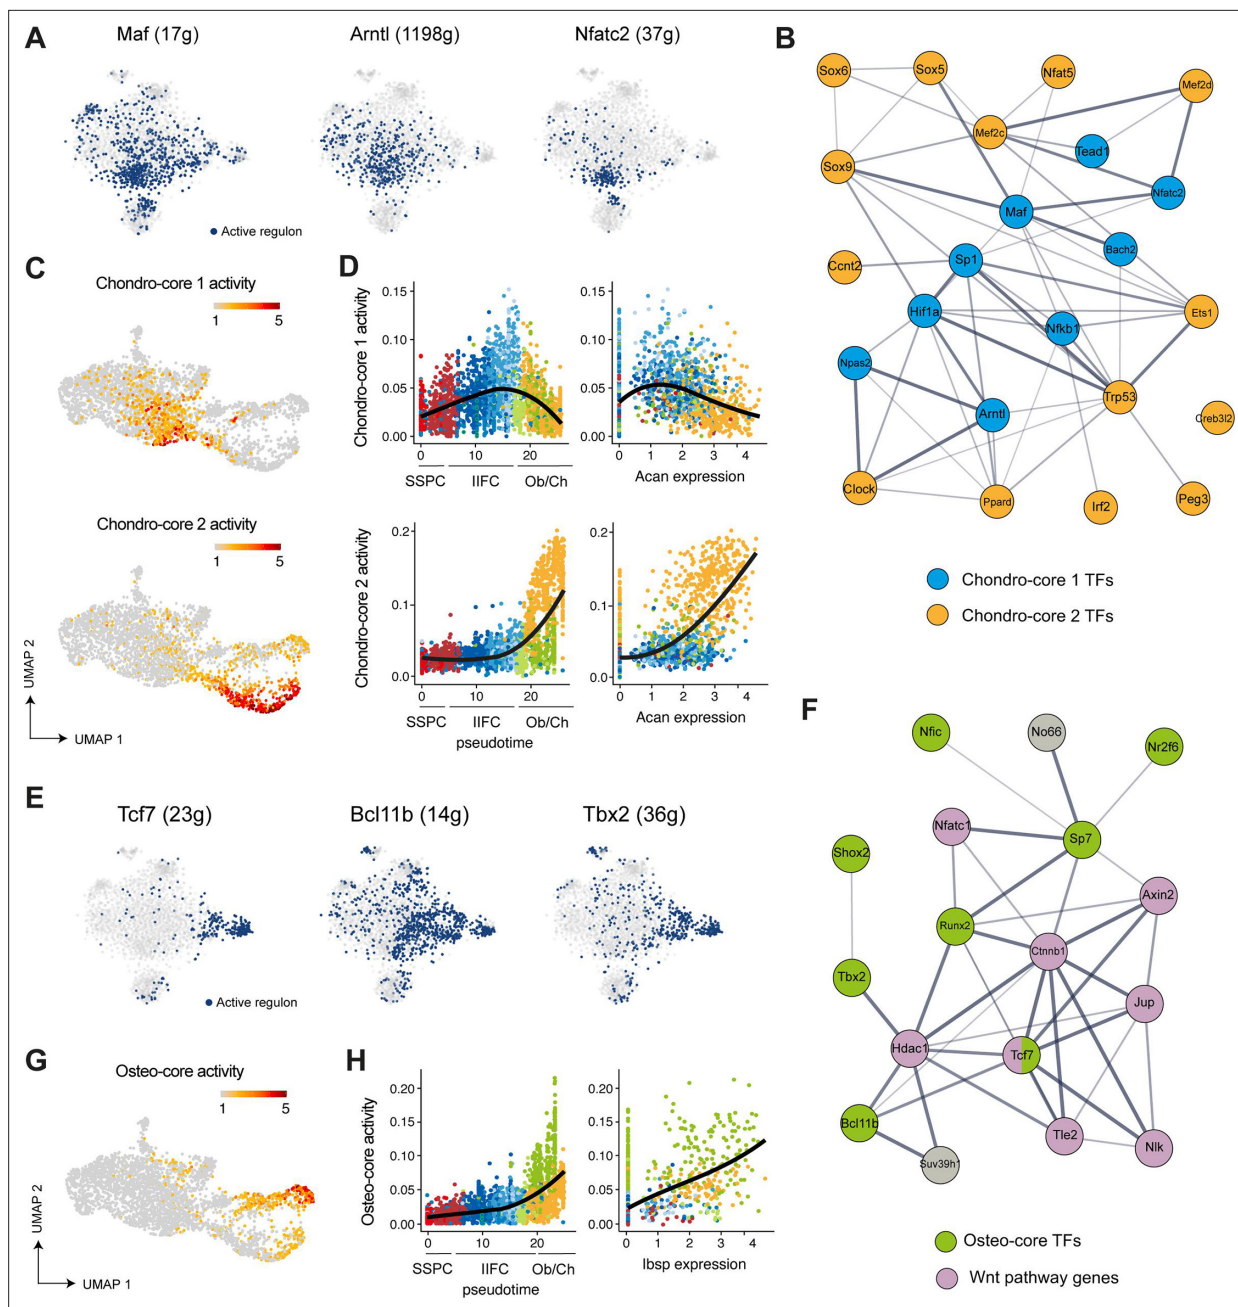 A
Maf (17g)
Arntl (1198g)
Nfatc2 (37g)
Active regulon
B
Sox6
Sox5
Nfat5
Mef2d
Mef2c
Tead1
Sox9
Nfatc2
Maf
Bach2
Sp1
Ccnt2
Hif1a
Nfkb1
Ets1
Npas2
Trp53
Arntl
Creb3l2
Clock
Ppard
Irf2
Peg3
Chondro-core 1 TFs
Chondro-core 2 TFs
C
Chondro-core 1 activity
1 5
Chondro-core 2 activity
1 5
UMAP 2
UMAP 1
D
Chondro-core 1 activity
0.15
0.10
0.05
0.00
0 10 20
SSPC IIFC Ob/Ch
0.15
0.10
0.05
0.00
0 1 2 3 4
Acan expression
Chondro-core 2 activity
0.2
0.1
0.0
0 10 20
SSPC IIFC Ob/Ch
pseudotime
0.2
0.1
0.0
0 1 2 3 4
Acan expression
E
Tcf7 (23g)
Bcl11b (14g)
Tbx2 (36g)
Active regulon
F
Nfic
No66
Nr2f6
Nfatc1
Sp7
Shox2
Axin2
Runx2
Ctnnb1
Tbx2
Jup
Hdac1
Tcf7
Bcl11b
Tle2
Nlk
Suv39h1
Osteo-core TFs
Wnt pathway genes
G
Osteo-core activity
1 5
UMAP 2
UMAP 1
H
Osteo-core activity
0.20
0.15
0.10
0.05
0.00
0 10 20
SSPC IIFC Ob/Ch
pseudotime
0.20
0.15
0.10
0.05
0.00
0 1 2 3 4
Ibsp expression